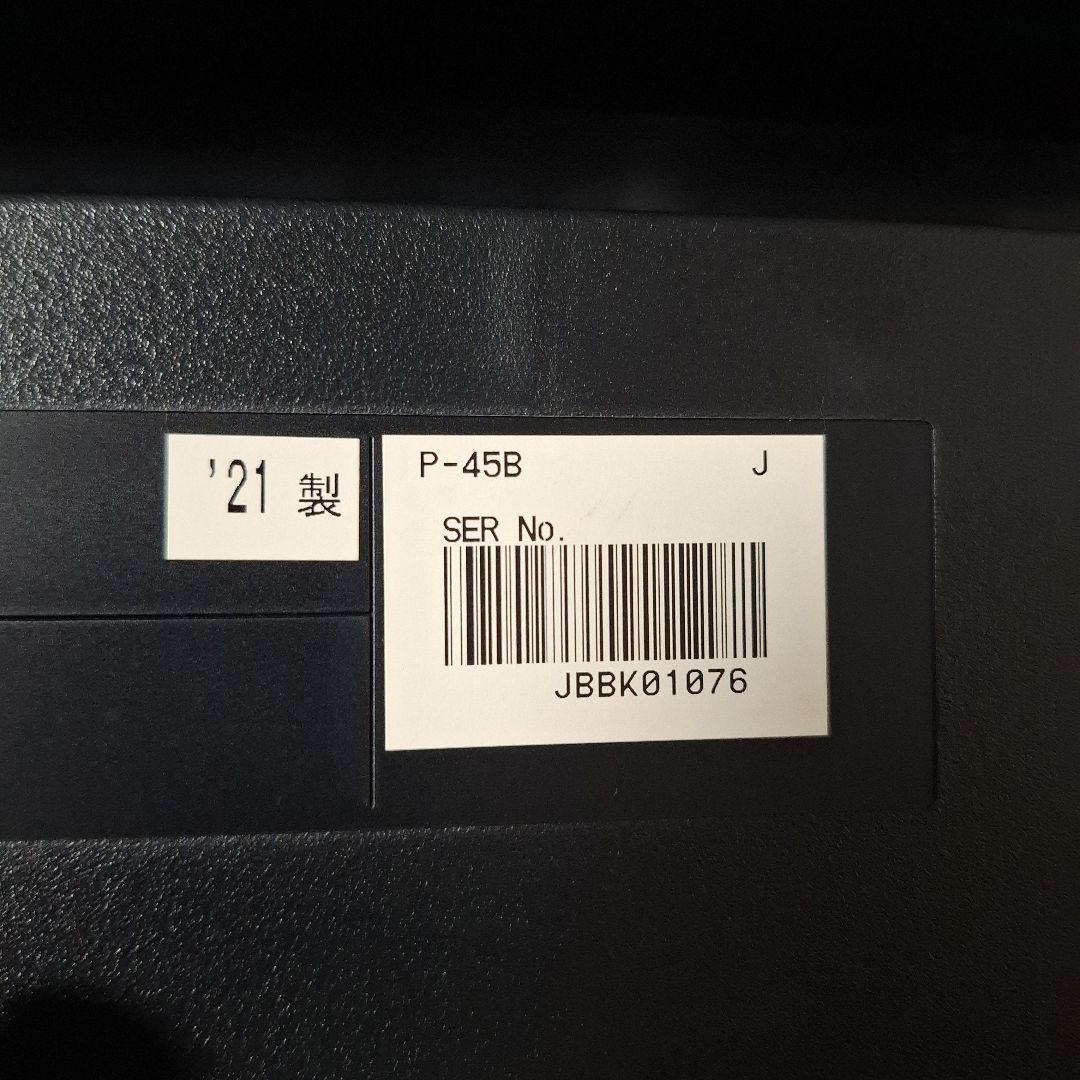 '21 製
P-45B J
SER No.
JBBK01076